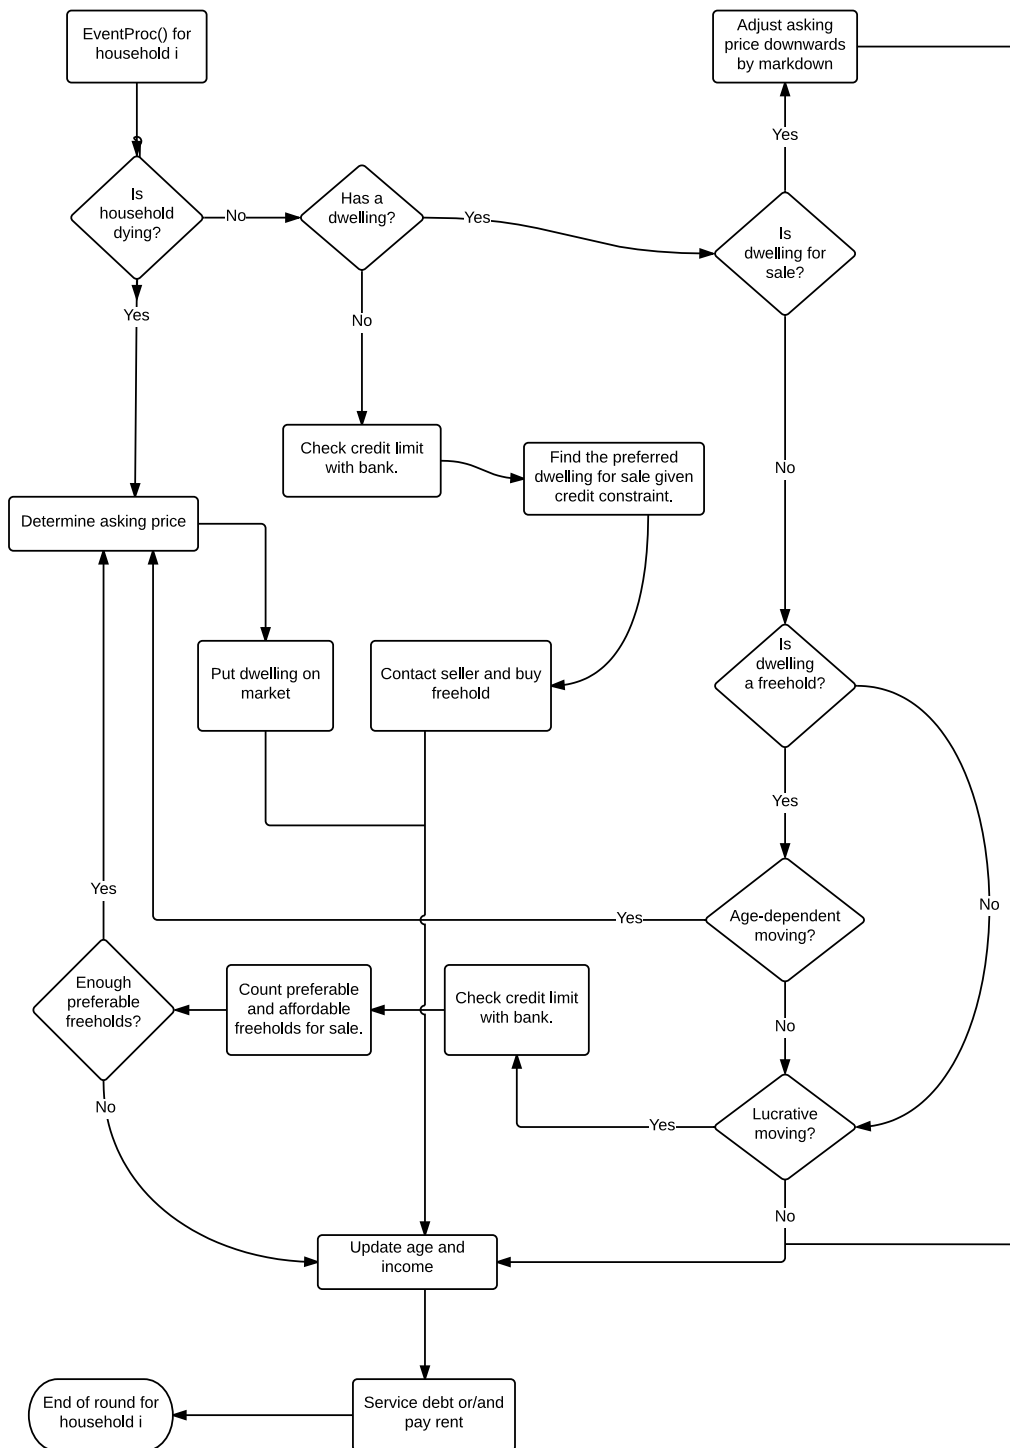 EventProc() for
household i
Adjust asking
price downwards
by markdown
Yes
Is
household
dying?
No
Has a
dwelling?
Yes
Is
dwelling for
sale?
Yes
No
Check credit limit
with bank.
Find the preferred
dwelling for sale given
credit constraint.
No
Determine asking price
Put dwelling on
market
Contact seller and buy
freehold
Is
dwelling
a freehold?
Yes
Yes
No
Age-dependent
moving?
Yes
Enough
preferable
freeholds?
Count preferable
and affordable
freeholds for sale.
Check credit limit
with bank.
No
No
Lucrative
moving?
Yes
No
Update age and
income
End of round for
household i
Service debt or/and
pay rent